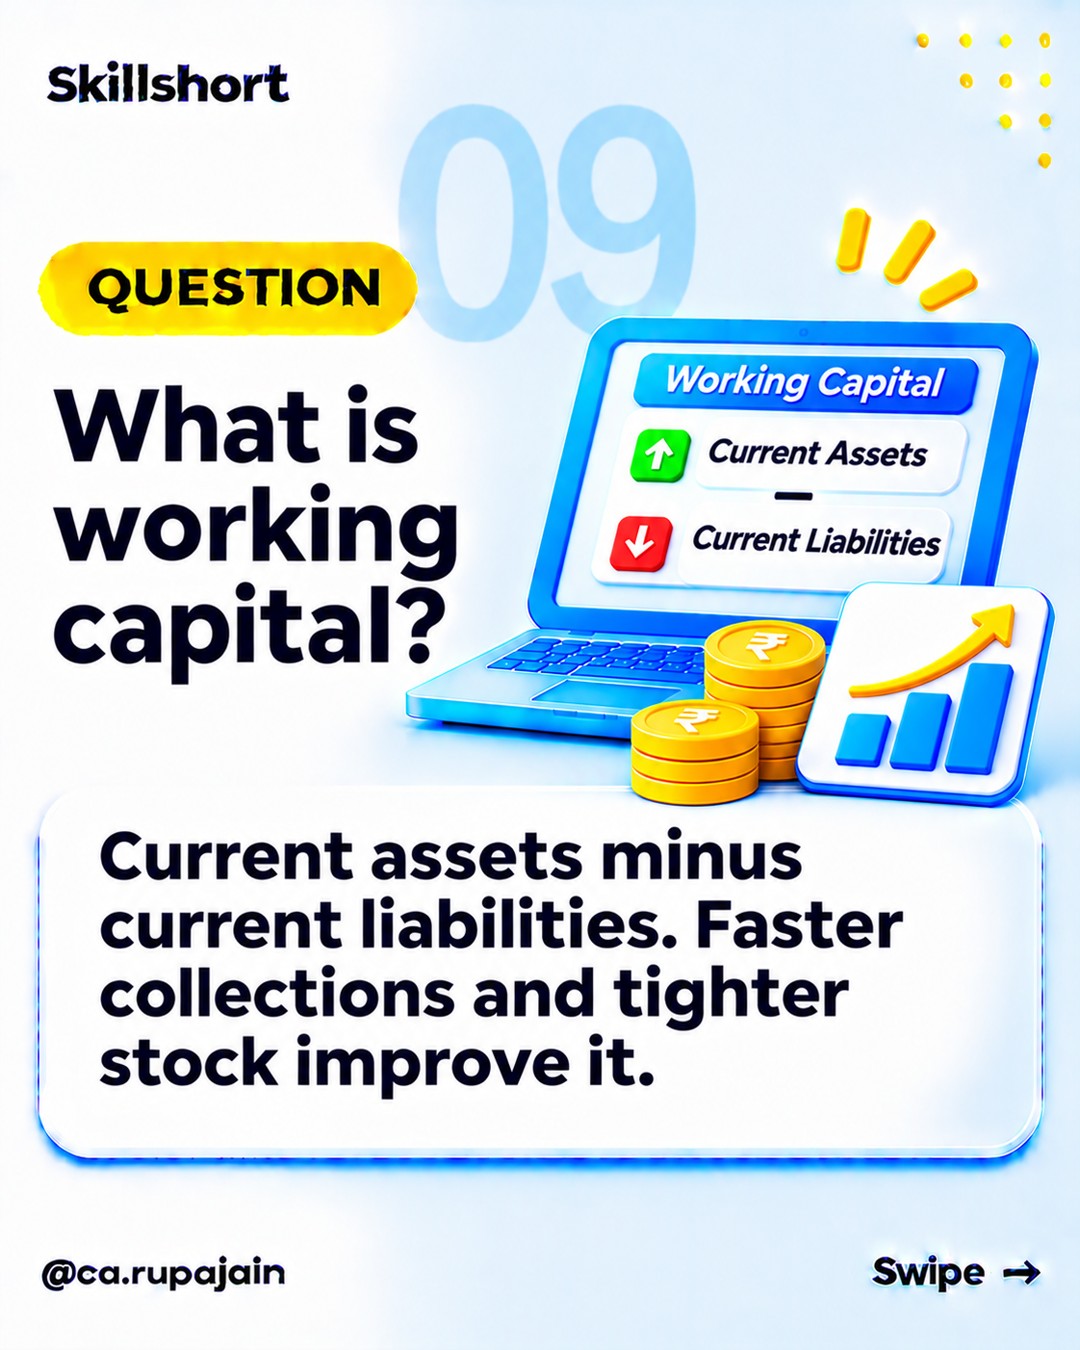 Skillshort
09
QUESTION
What is
working
capital?
Working Capital
Current Assets
-
Current Liabilities
₹
₹
Current assets minus
current liabilities. Faster
collections and tighter
stock improve it.
@ca.rupajain
Swipe →